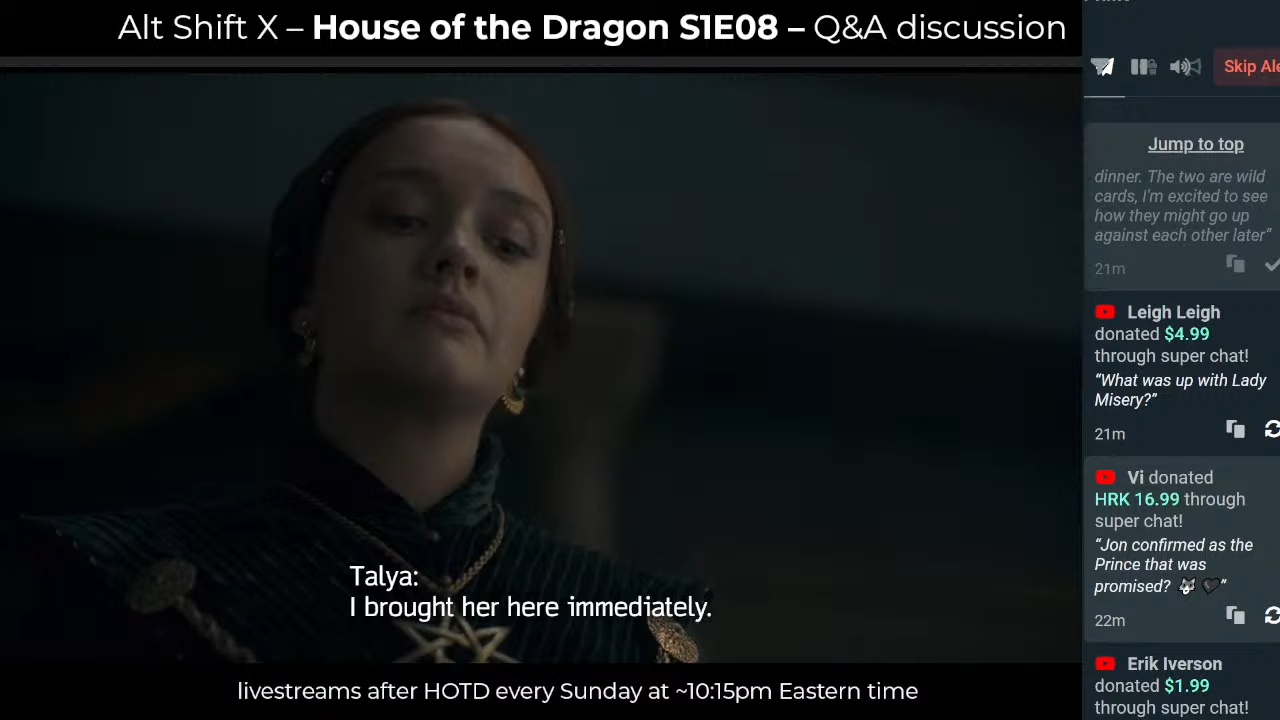 Alt Shift X – House of the Dragon S1E08 – Q&A discussion
Talya:
I brought her here immediately.
livestreams after HOTD every Sunday at ~10:15pm Eastern time
Jump to top
dinner. The two are wild
cards, I'm excited to see
how they might go up
against each other later”
21m
Leigh Leigh
donated $4.99
through super chat!
“What was up with Lady
Misery?”
21m
Vi donated
HRK 16.99 through
super chat!
“Jon confirmed as the
Prince that was
promised? 🐺🖤”
22m
Erik Iverson
donated $1.99
through super chat!